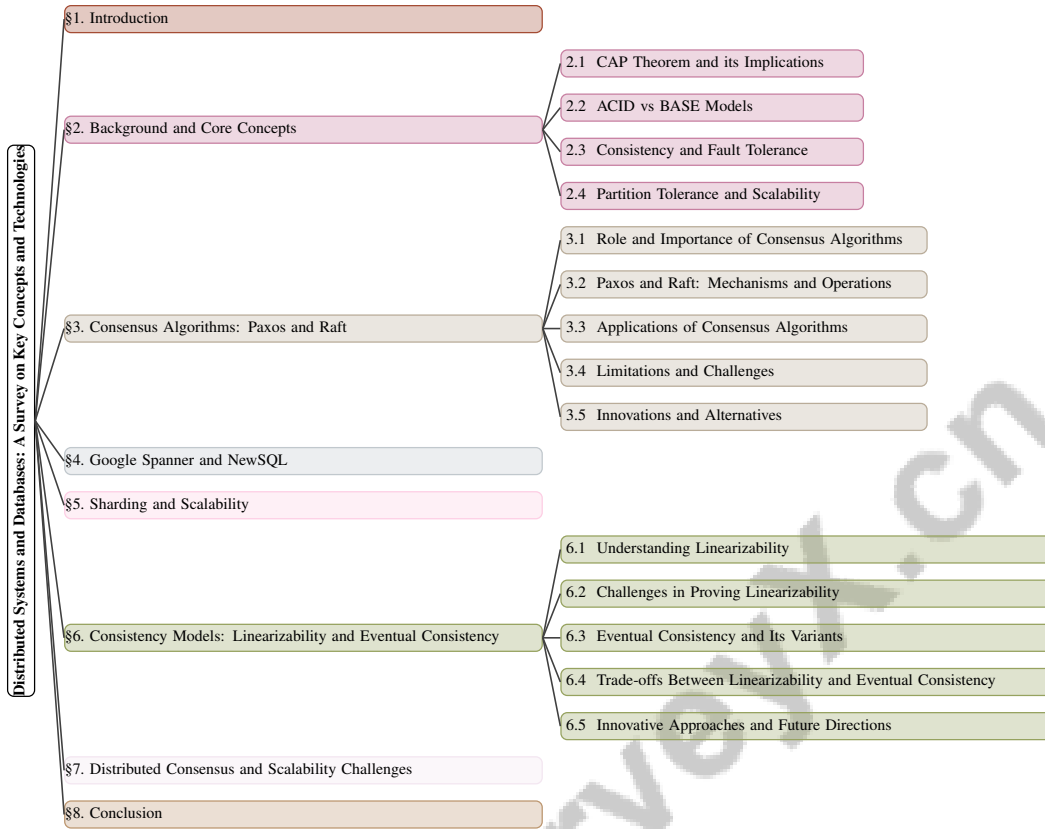 Distributed Systems and Databases: A Survey on Key Concepts and Technologies
§1. Introduction
§2. Background and Core Concepts
2.1 CAP Theorem and its Implications
2.2 ACID vs BASE Models
2.3 Consistency and Fault Tolerance
2.4 Partition Tolerance and Scalability
§3. Consensus Algorithms: Paxos and Raft
3.1 Role and Importance of Consensus Algorithms
3.2 Paxos and Raft: Mechanisms and Operations
3.3 Applications of Consensus Algorithms
3.4 Limitations and Challenges
3.5 Innovations and Alternatives
§4. Google Spanner and NewSQL
§5. Sharding and Scalability
§6. Consistency Models: Linearizability and Eventual Consistency
6.1 Understanding Linearizability
6.2 Challenges in Proving Linearizability
6.3 Eventual Consistency and Its Variants
6.4 Trade-offs Between Linearizability and Eventual Consistency
6.5 Innovative Approaches and Future Directions
§7. Distributed Consensus and Scalability Challenges
§8. Conclusion
rveyx.cn